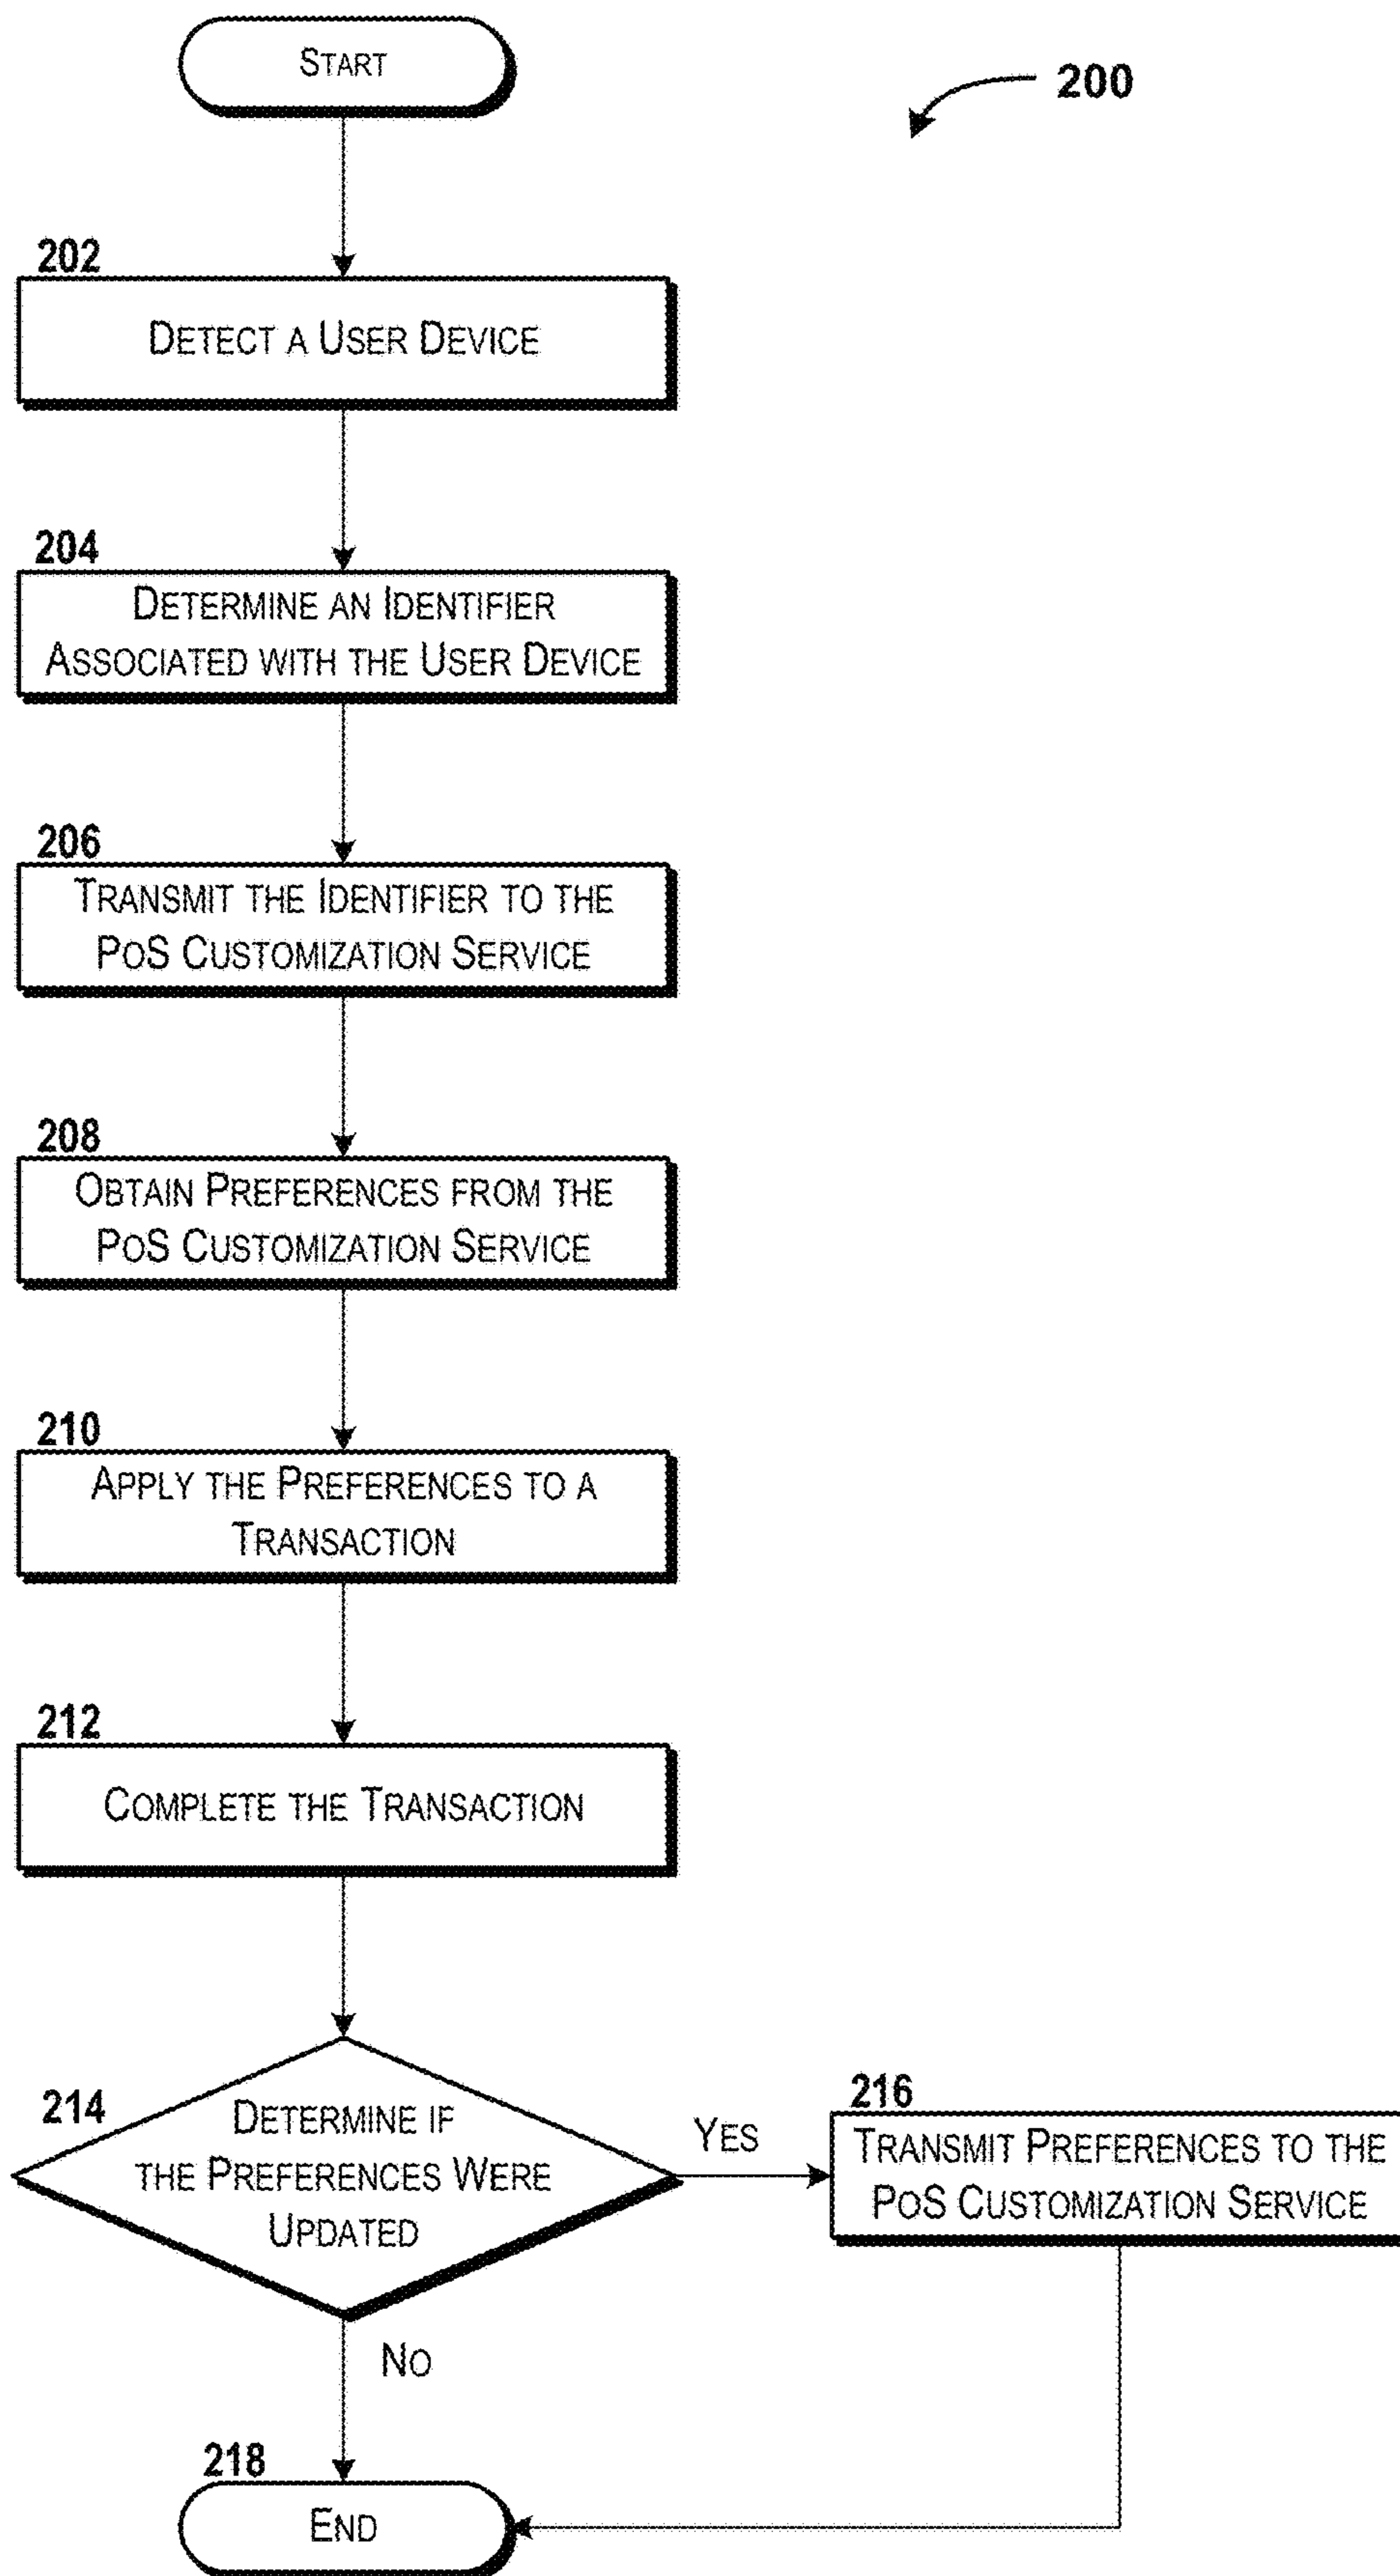 START
200
202
DETECT A USER DEVICE
204
DETERMINE AN IDENTIFIER
ASSOCIATED WITH THE USER DEVICE
206
TRANSMIT THE IDENTIFIER TO THE
POS CUSTOMIZATION SERVICE
208
OBTAIN PREFERENCES FROM THE
POS CUSTOMIZATION SERVICE
210
APPLY THE PREFERENCES TO A
TRANSACTION
212
COMPLETE THE TRANSACTION
214
DETERMINE IF
THE PREFERENCES WERE
UPDATED
YES
216
TRANSMIT PREFERENCES TO THE
POS CUSTOMIZATION SERVICE
NO
218
END